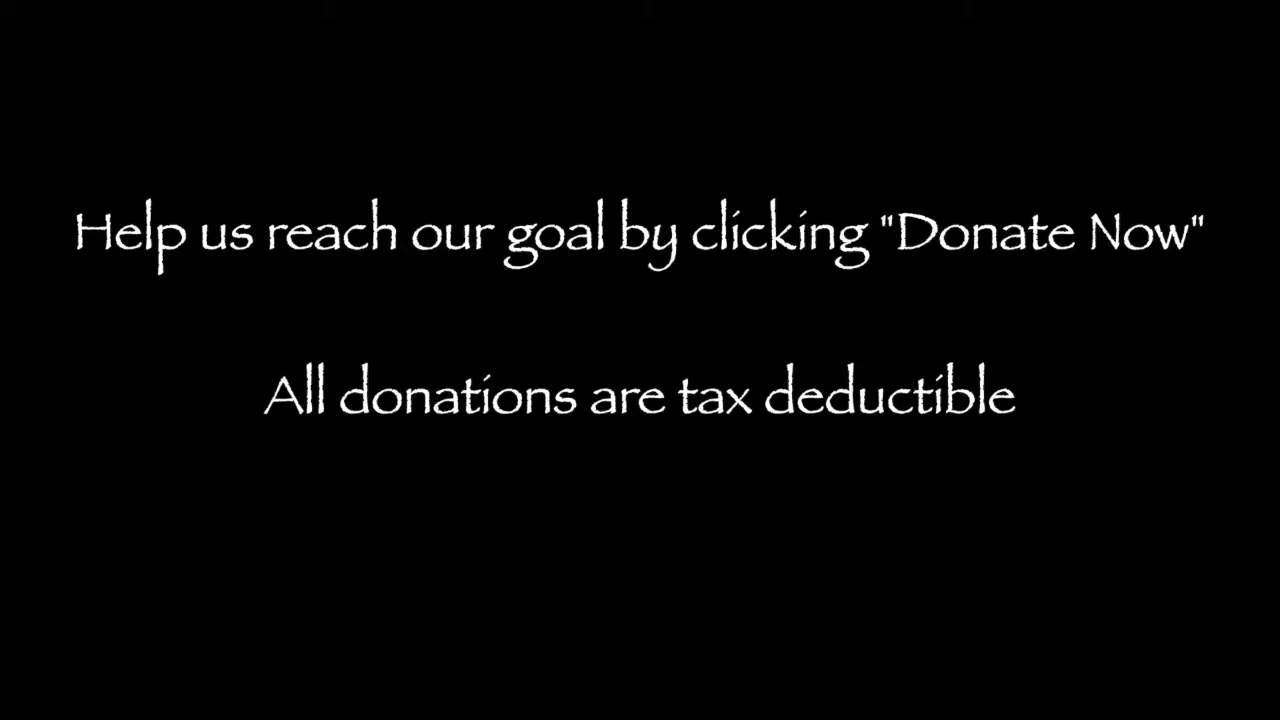 Help us reach our goal by clicking "Donate Now"
All donations are tax deductible